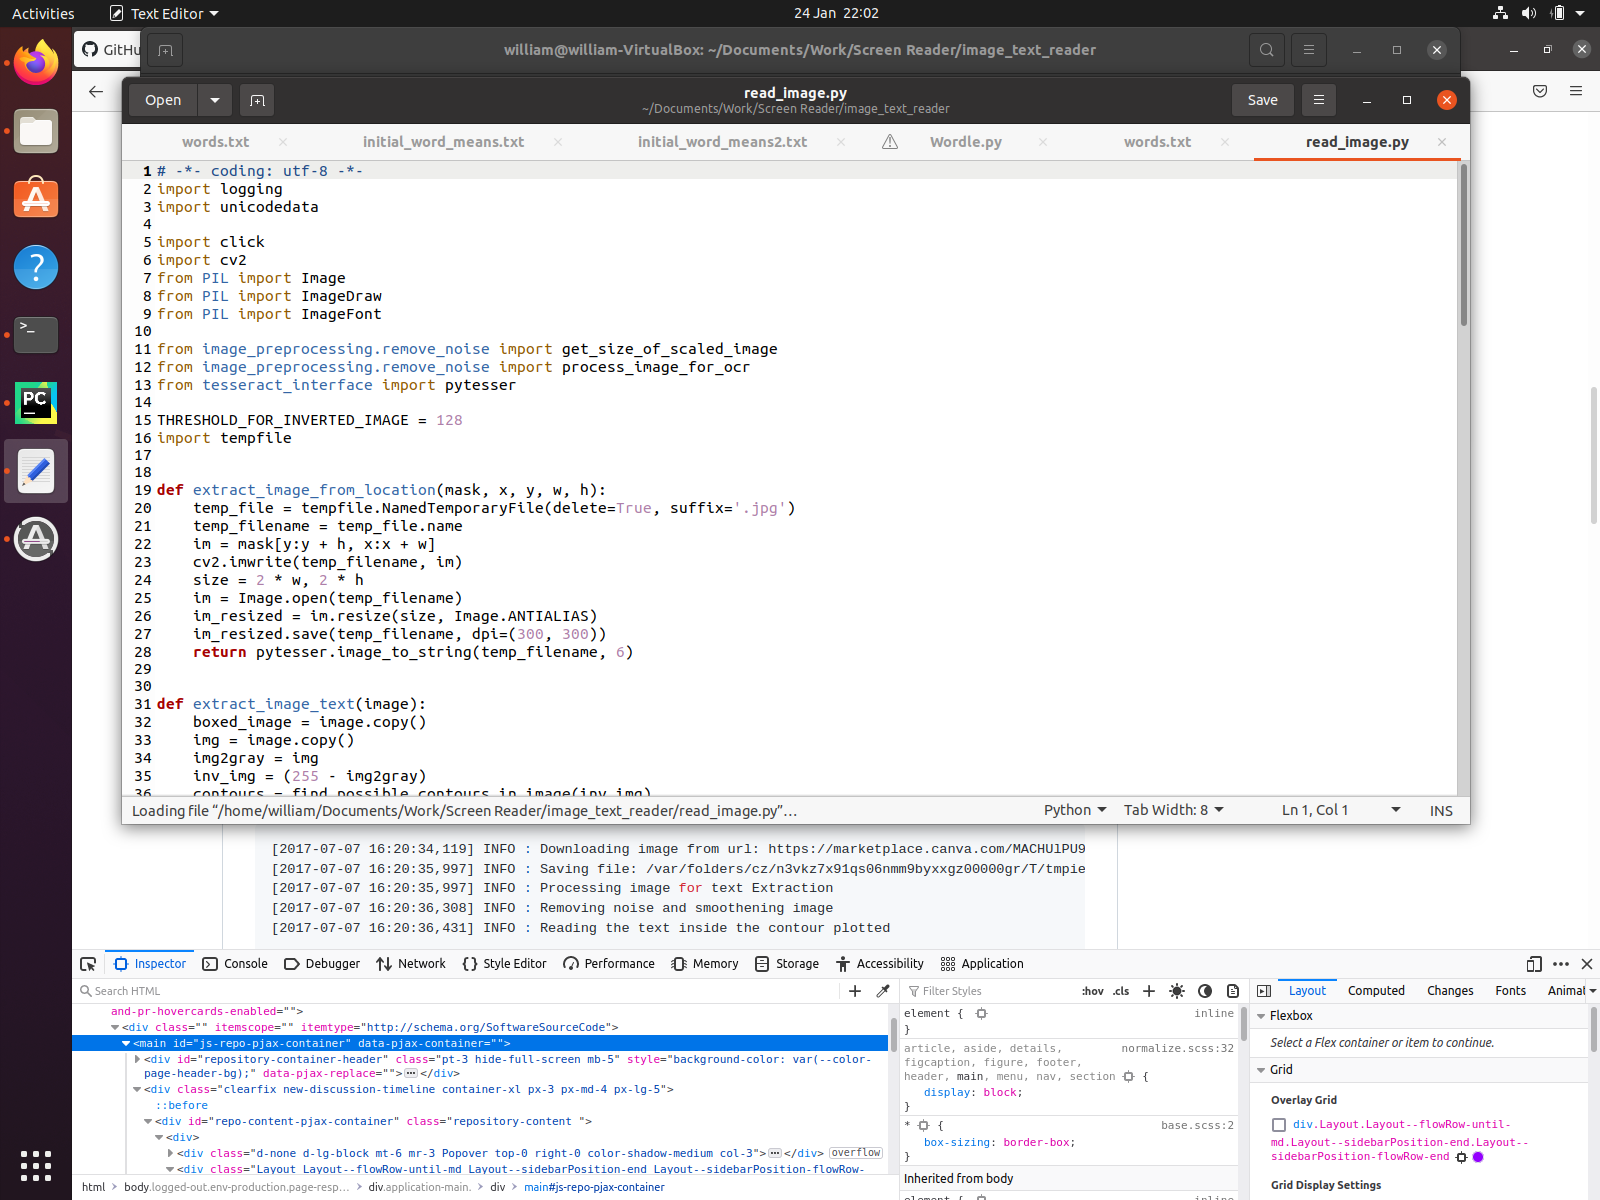 Activities
Text Editor
24 Jan 22:02
GitHu
william@william-VirtualBox: ~/Documents/Work/Screen Reader/image_text_reader
Open
read_image.py
~/Documents/Work/Screen Reader/image_text_reader
Save
words.txt
initial_word_means.txt
initial_word_means2.txt
Wordle.py
words.txt
read_image.py
1 # -*- coding: utf-8 -*-
2 import logging
3 import unicodedata
4
5 import click
6 import cv2
7 from PIL import Image
8 from PIL import ImageDraw
9 from PIL import ImageFont
10
11 from image_preprocessing.remove_noise import get_size_of_scaled_image
12 from image_preprocessing.remove_noise import process_image_for_ocr
13 from tesseract_interface import pytesser
14
15 THRESHOLD_FOR_INVERTED_IMAGE = 128
16 import tempfile
17
18
19 def extract_image_from_location(mask, x, y, w, h):
20     temp_file = tempfile.NamedTemporaryFile(delete=True, suffix='.jpg')
21     temp_filename = temp_file.name
22     im = mask[y:y + h, x:x + w]
23     cv2.imwrite(temp_filename, im)
24     size = 2 * w, 2 * h
25     im = Image.open(temp_filename)
26     im_resized = im.resize(size, Image.ANTIALIAS)
27     im_resized.save(temp_filename, dpi=(300, 300))
28     return pytesser.image_to_string(temp_filename, 6)
29
30
31 def extract_image_text(image):
32     boxed_image = image.copy()
33     img = image.copy()
34     img2gray = img
35     inv_img = (255 - img2gray)
36     contours = find_possible_contours_in_image(inv_img)
Loading file “/home/william/Documents/Work/Screen Reader/image_text_reader/read_image.py”…
Python
Tab Width: 8
Ln 1, Col 1
INS
[2017-07-07 16:20:34,119] INFO : Downloading image from url: https://marketplace.canva.com/MACHUlPU9
[2017-07-07 16:20:35,997] INFO : Saving file: /var/folders/cz/n3vkz7x91qs06nmm9byxxgz00000gr/T/tmpie
[2017-07-07 16:20:35,997] INFO : Processing image for text Extraction
[2017-07-07 16:20:36,308] INFO : Removing noise and smoothening image
[2017-07-07 16:20:36,431] INFO : Reading the text inside the contour plotted
Inspector
Console
Debugger
Network
Style Editor
Performance
Memory
Storage
Accessibility
Application
Search HTML
and-pr-hovercards-enabled="">
<div class="" itemscope="" itemtype="http://schema.org/SoftwareSourceCode">
<main id="js-repo-pjax-container" data-pjax-container="">
<div id="repository-container-header" class="pt-3 hide-full-screen mb-5" style="background-color: var(--color-
page-header-bg);" data-pjax-replace="">…</div>
<div class="clearfix new-discussion-timeline container-xl px-3 px-md-4 px-lg-5">
::before
<div id="repo-content-pjax-container" class="repository-content ">
<div>
<div class="d-none d-lg-block mt-6 mr-3 Popover top-0 right-0 color-shadow-medium col-3">…</div> overflow
<div class="Layout Layout--flowRow-until-md Layout--sidebarPosition-end Layout--sidebarPosition-flowRow-
html > body.logged-out.env-production.page-resp… > div.application-main. > div > main#js-repo-pjax-container
Filter Styles
:hov .cls
element {
inline
}
article, aside, details,
normalize.scss:32
figcaption, figure, footer,
header, main, menu, nav, section {
display: block;
}
* {
base.scss:2
box-sizing: border-box;
}
Inherited from body
element {
inline
Layout
Computed
Changes
Fonts
Animat
Flexbox
Select a Flex container or item to continue.
Grid
Overlay Grid
div.Layout.Layout--flowRow-until-
md.Layout--sidebarPosition-end.Layout--
sidebarPosition-flowRow-end
Grid Display Settings